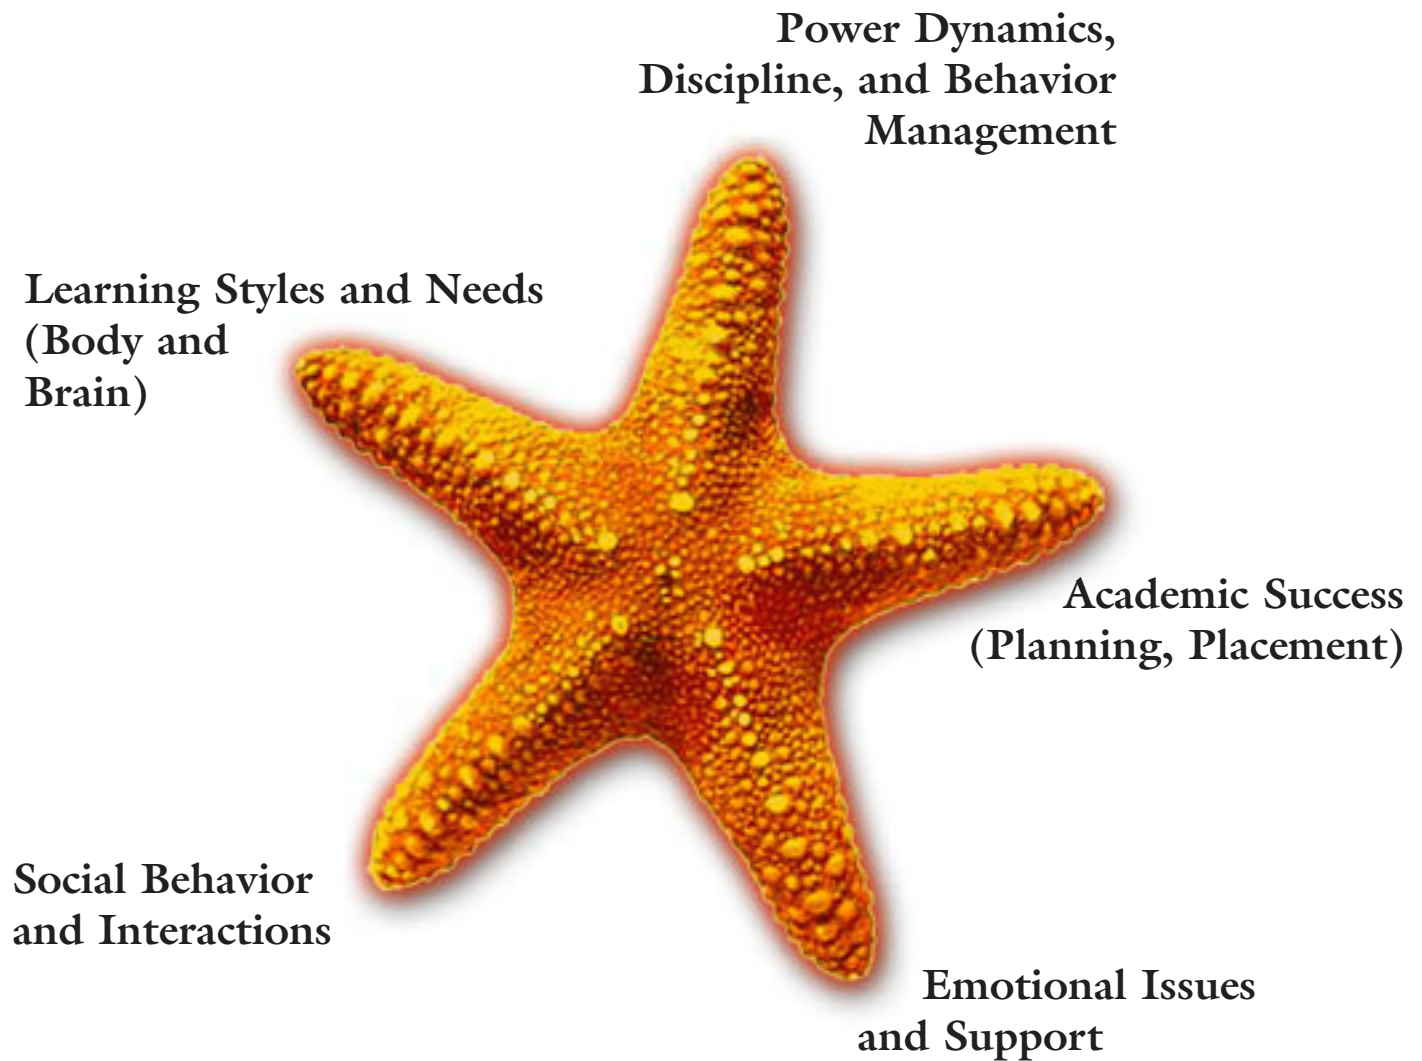 Power Dynamics,
Discipline, and Behavior
Management
Learning Styles and Needs
(Body and
Brain)
Academic Success
(Planning, Placement)
Social Behavior
and Interactions
Emotional Issues
and Support